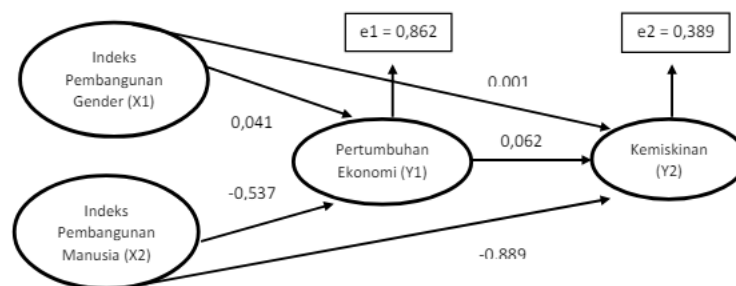 e1 = 0,862
e2 = 0,389
Indeks
Pembangunan
Gender (X1)
0.001
0,041
Pertumbuhan
Ekonomi (Y1)
0,062
Kemiskinan
(Y2)
-0,537
Indeks
Pembangunan
Manusia (X2)
-0.889